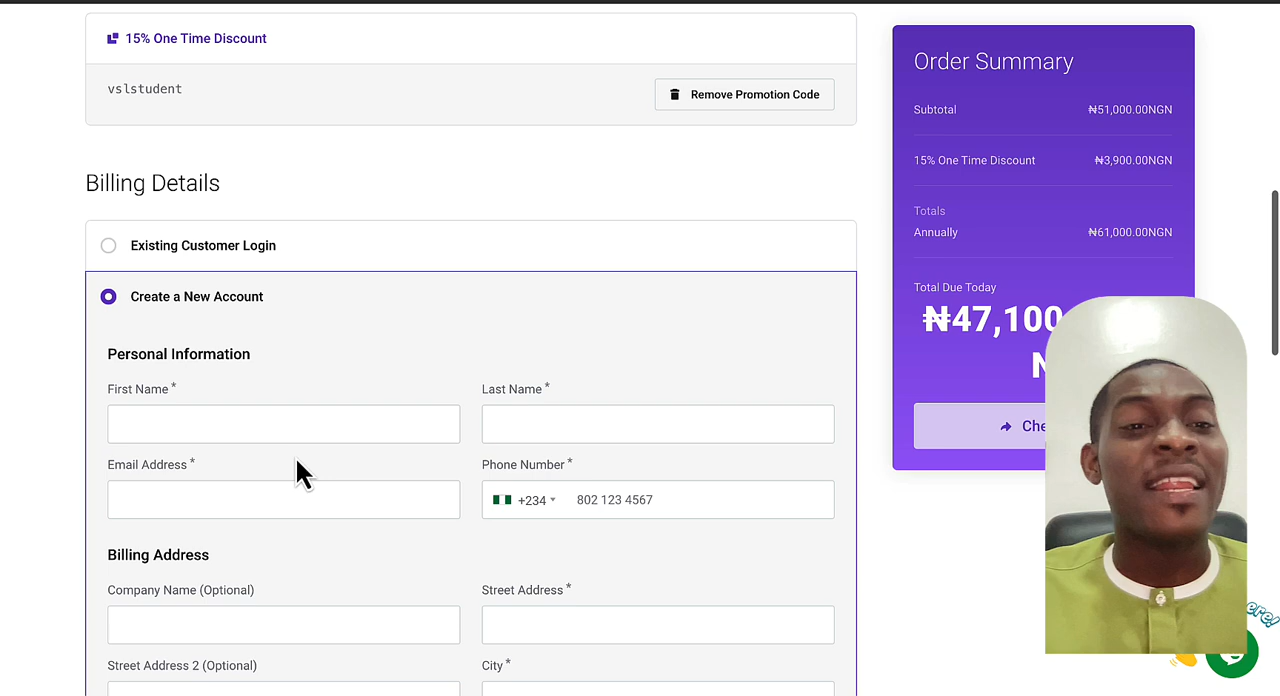 15% One Time Discount
vslstudent
Remove Promotion Code
Billing Details
Existing Customer Login
Create a New Account
Personal Information
First Name *
Last Name *
Email Address *
Phone Number *
+234
802 123 4567
Billing Address
Company Name (Optional)
Street Address *
Street Address 2 (Optional)
City *
Order Summary
Subtotal
₦51,000.00NGN
15% One Time Discount
₦3,900.00NGN
Totals
Annually
₦61,000.00NGN
Total Due Today
₦47,100